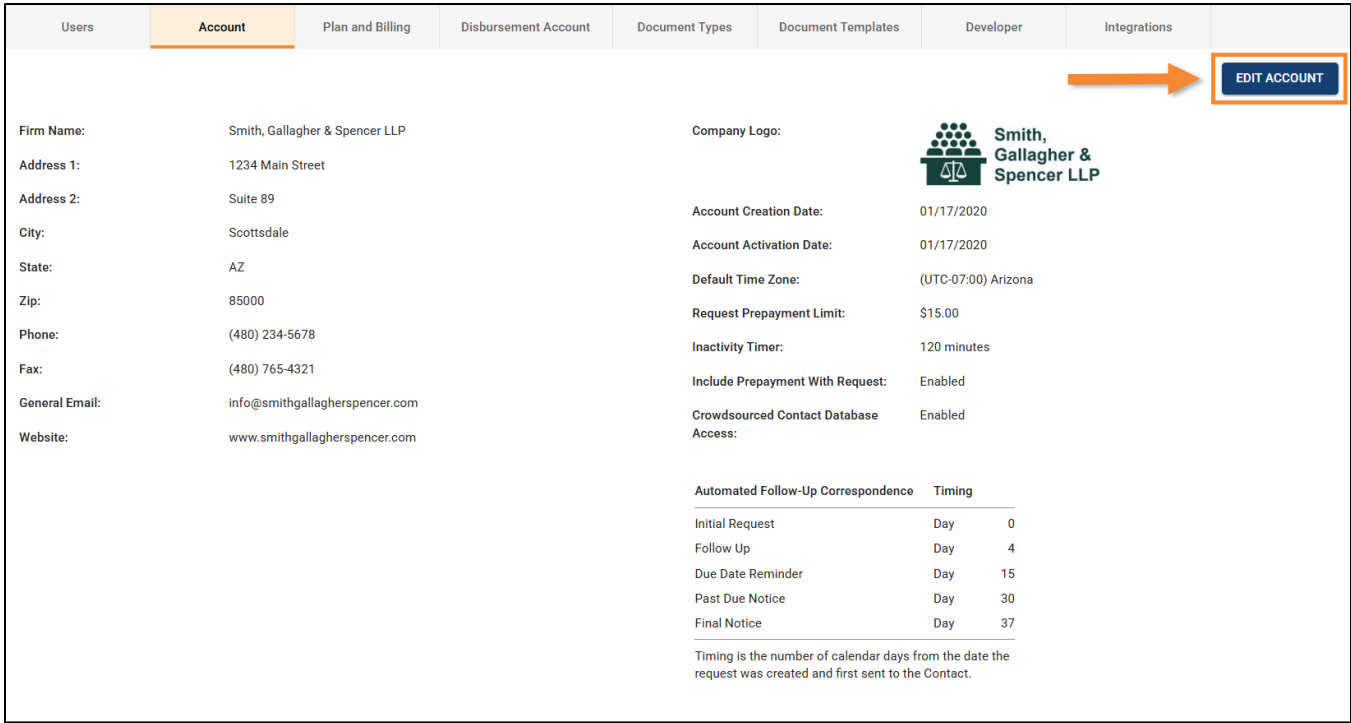 Users Account Plan and Billing Disbursement Account Document Types Document Templates Developer Integrations
EDIT ACCOUNT
Firm Name: Smith, Gallagher & Spencer LLP
Address 1: 1234 Main Street
Address 2: Suite 89
City: Scottsdale
State: AZ
Zip: 85000
Phone: (480) 234-5678
Fax: (480) 765-4321
General Email: info@smithgallagherspencer.com
Website: www.smithgallagherspencer.com
Company Logo:
Smith,
Gallagher &
Spencer LLP
Account Creation Date: 01/17/2020
Account Activation Date: 01/17/2020
Default Time Zone: (UTC-07:00) Arizona
Request Prepayment Limit: $15.00
Inactivity Timer: 120 minutes
Include Prepayment With Request: Enabled
Crowdsourced Contact Database Enabled
Access:
Automated Follow-Up Correspondence Timing
Initial Request Day 0
Follow Up Day 4
Due Date Reminder Day 15
Past Due Notice Day 30
Final Notice Day 37
Timing is the number of calendar days from the date the
request was created and first sent to the Contact.